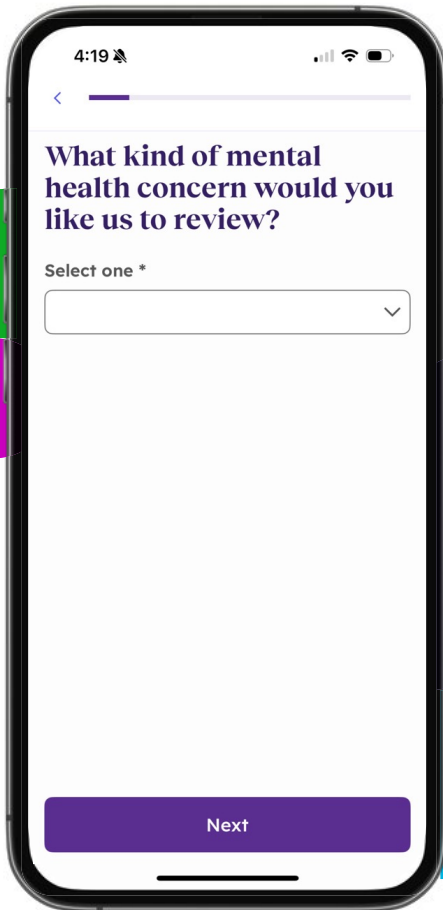 4:19
What kind of mental
health concern would you
like us to review?
Select one *
Next